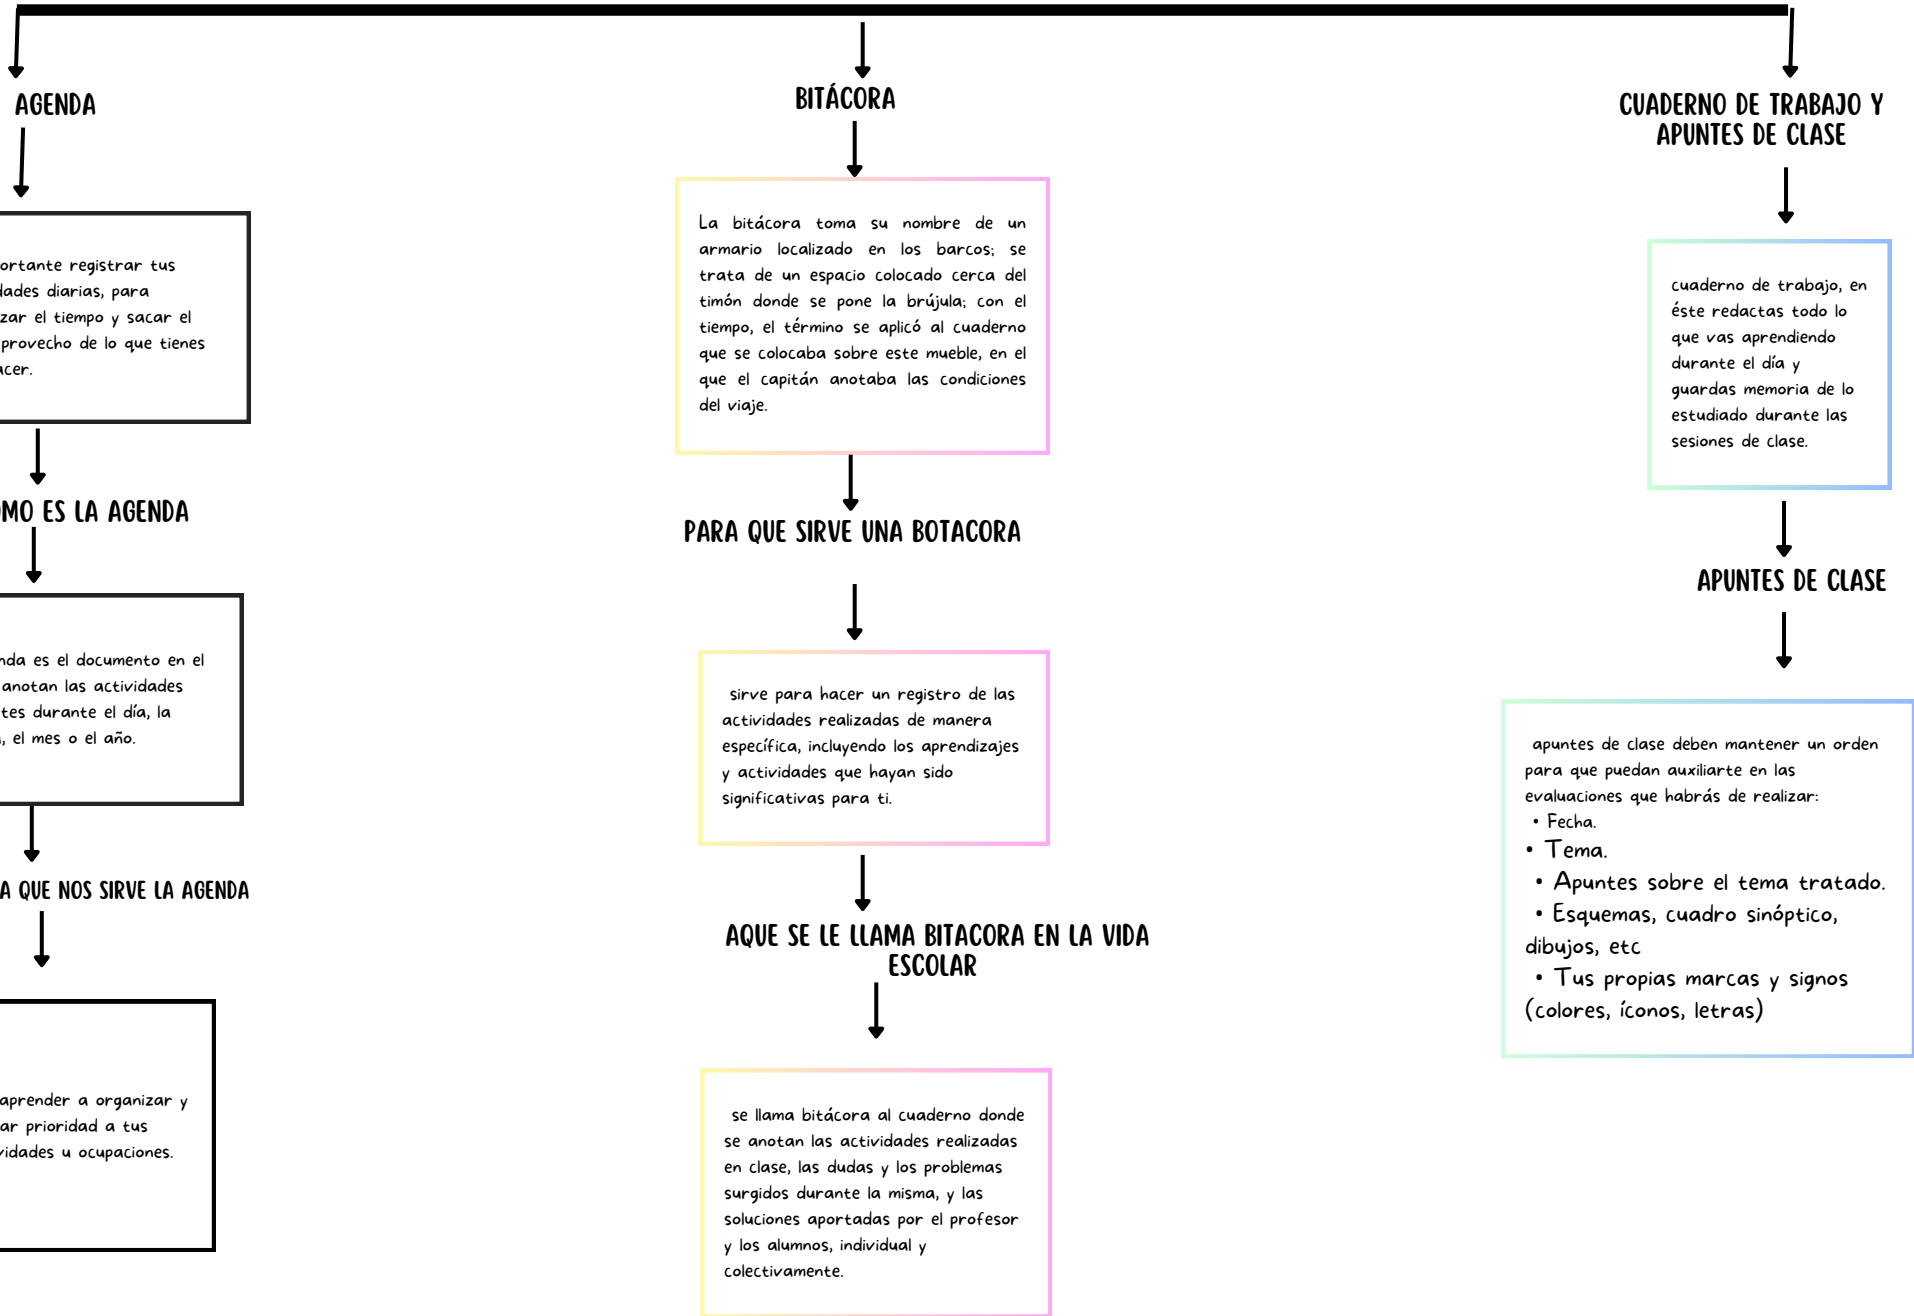 AGENDA
ortante registrar tus
dades diarias, para
zar el tiempo y sacar el
provecho de lo que tienes
acer.
OMO ES LA AGENDA
nda es el documento en el
anotan las actividades
tes durante el día, la
, el mes o el año.
A QUE NOS SIRVE LA AGENDA
aprender a organizar y
ar prioridad a tus
vidades u ocupaciones.
BITÁCORA
La bitácora toma su nombre de un
armario localizado en los barcos; se
trata de un espacio colocado cerca del
timón donde se pone la brújula; con el
tiempo, el término se aplicó al cuaderno
que se colocaba sobre este mueble, en el
que el capitán anotaba las condiciones
del viaje.
PARA QUE SIRVE UNA BOTACORA
sirve para hacer un registro de las
actividades realizadas de manera
específica, incluyendo los aprendizajes
y actividades que hayan sido
significativas para ti.
AQUE SE LE LLAMA BITACORA EN LA VIDA
ESCOLAR
se llama bitácora al cuaderno donde
se anotan las actividades realizadas
en clase, las dudas y los problemas
surgidos durante la misma, y las
soluciones aportadas por el profesor
y los alumnos, individual y
colectivamente.
CUADERNO DE TRABAJO Y
APUNTES DE CLASE
cuaderno de trabajo, en
éste redactas todo lo
que vas aprendiendo
durante el día y
guardas memoria de lo
estudiado durante las
sesiones de clase.
APUNTES DE CLASE
apuntes de clase deben mantener un orden
para que puedan auxiliarte en las
evaluaciones que habrás de realizar:
• Fecha.
• Tema.
• Apuntes sobre el tema tratado.
• Esquemas, cuadro sinóptico,
dibujos, etc
• Tus propias marcas y signos
(colores, íconos, letras)